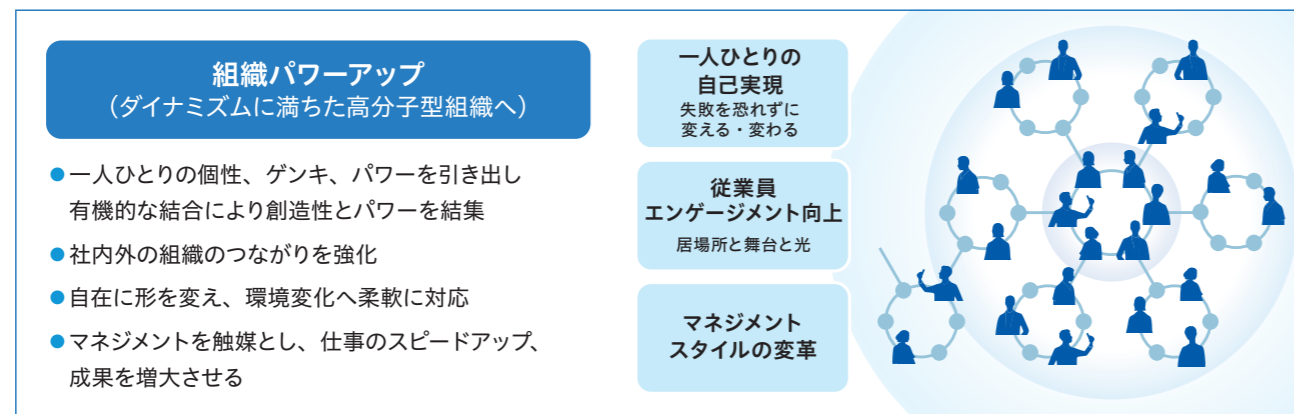 組織パワーアップ
（ダイナミズムに満ちた高分子型組織へ）
●一人ひとりの個性、ゲンキ、パワーを引き出し
有機的な結合により創造性とパワーを結集
●社内外の組織のつながりを強化
●自在に形を変え、環境変化へ柔軟に対応
●マネジメントを触媒とし、仕事のスピードアップ、
成果を増大させる
一人ひとりの
自己実現
失敗を恐れずに
変える・変わる
従業員
エンゲージメント向上
居場所と舞台と光
マネジメント
スタイルの変革